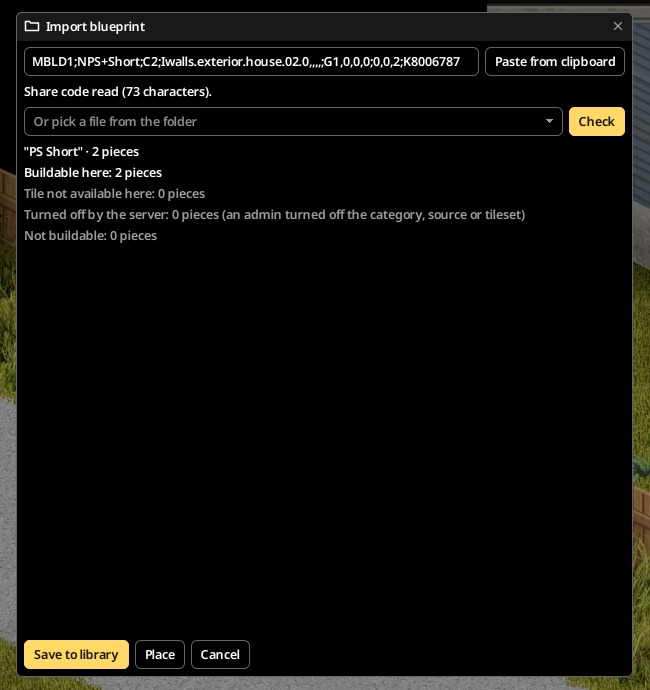 Import blueprint
MBLD1;NPS+Short;C2;Iwalls.exterior.house.02.0,,,,;G1,0,0,0;0,0,2;K8006787
Paste from clipboard
Share code read (73 characters).
Or pick a file from the folder
Check
"PS Short" · 2 pieces
Buildable here: 2 pieces
Tile not available here: 0 pieces
Turned off by the server: 0 pieces (an admin turned off the category, source or tileset)
Not buildable: 0 pieces
Save to library
Place
Cancel